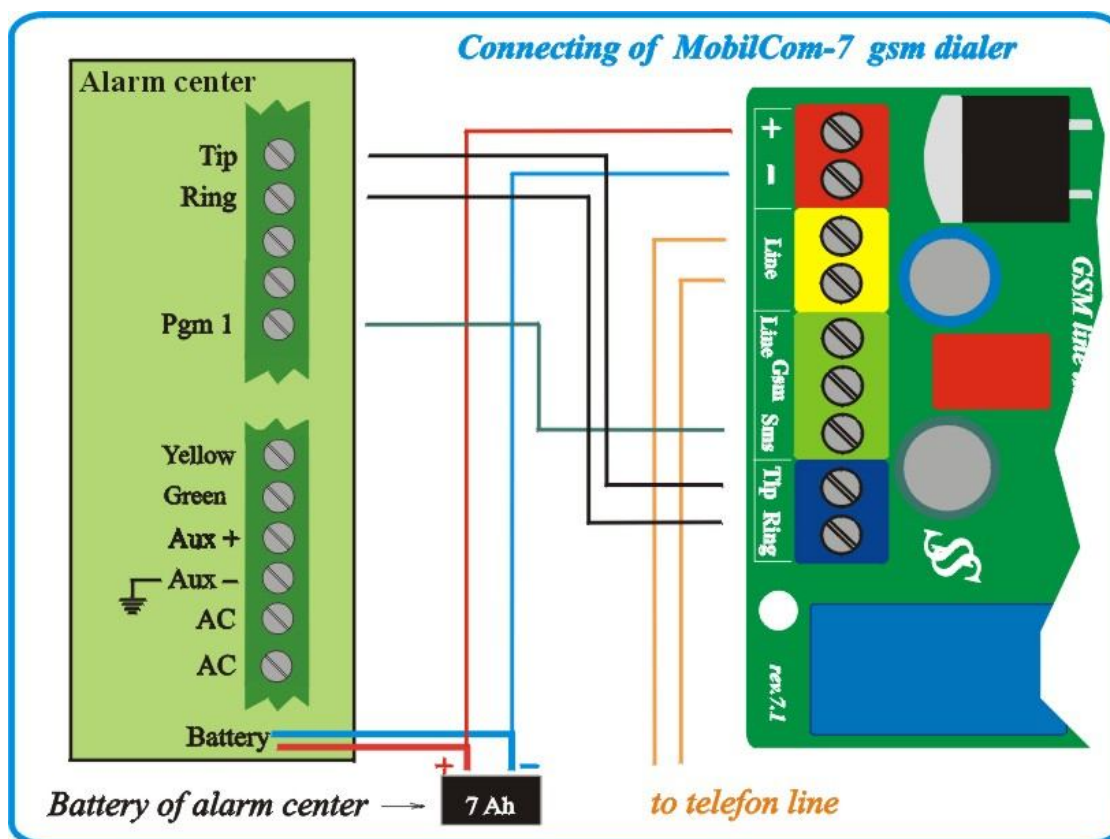 Connecting of MobilCom-7 gsm dialer
Alarm center
Tip
Ring
Pgm 1
Yellow
Green
Aux +
Aux –
AC
AC
Battery
+
–
7 Ah
Battery of alarm center
to telefon line
+
–
Line
Line
Gsm
Sms
Tip
Ring
GSM line
rev.7.1